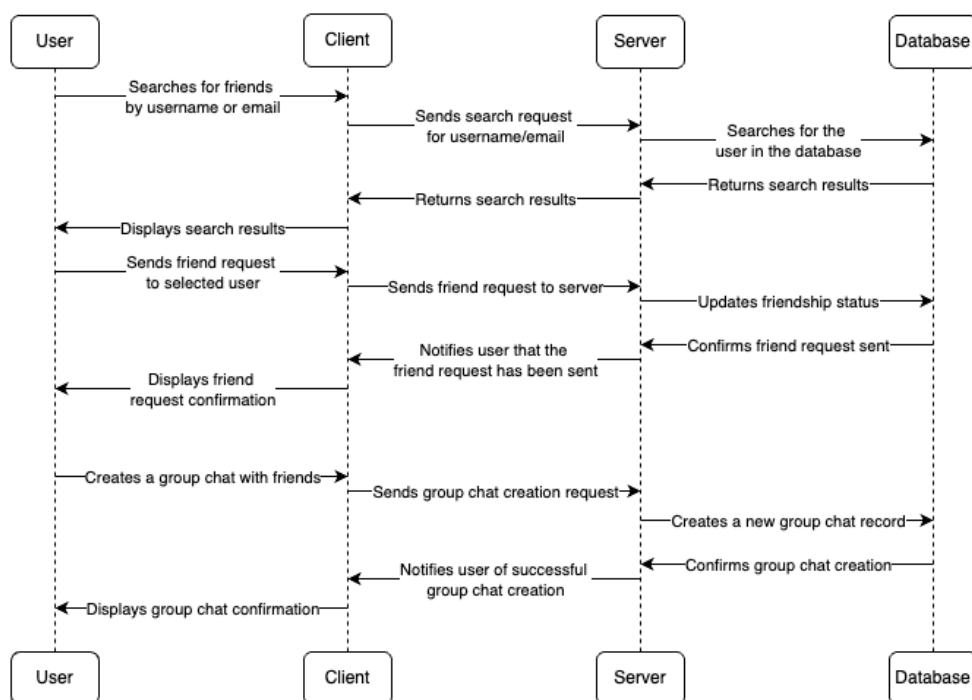 User
Client
Server
Database
Searches for friends
by username or email
Sends search request
for username/email
Searches for the
user in the database
Returns search results
Returns search results
Displays search results
Sends friend request
to selected user
Sends friend request to server
Updates friendship status
Confirms friend request sent
Notifies user that the
friend request has been sent
Displays friend
request confirmation
Creates a group chat with friends
Sends group chat creation request
Creates a new group chat record
Confirms group chat creation
Notifies user of successful
group chat creation
Displays group chat confirmation
User
Client
Server
Database